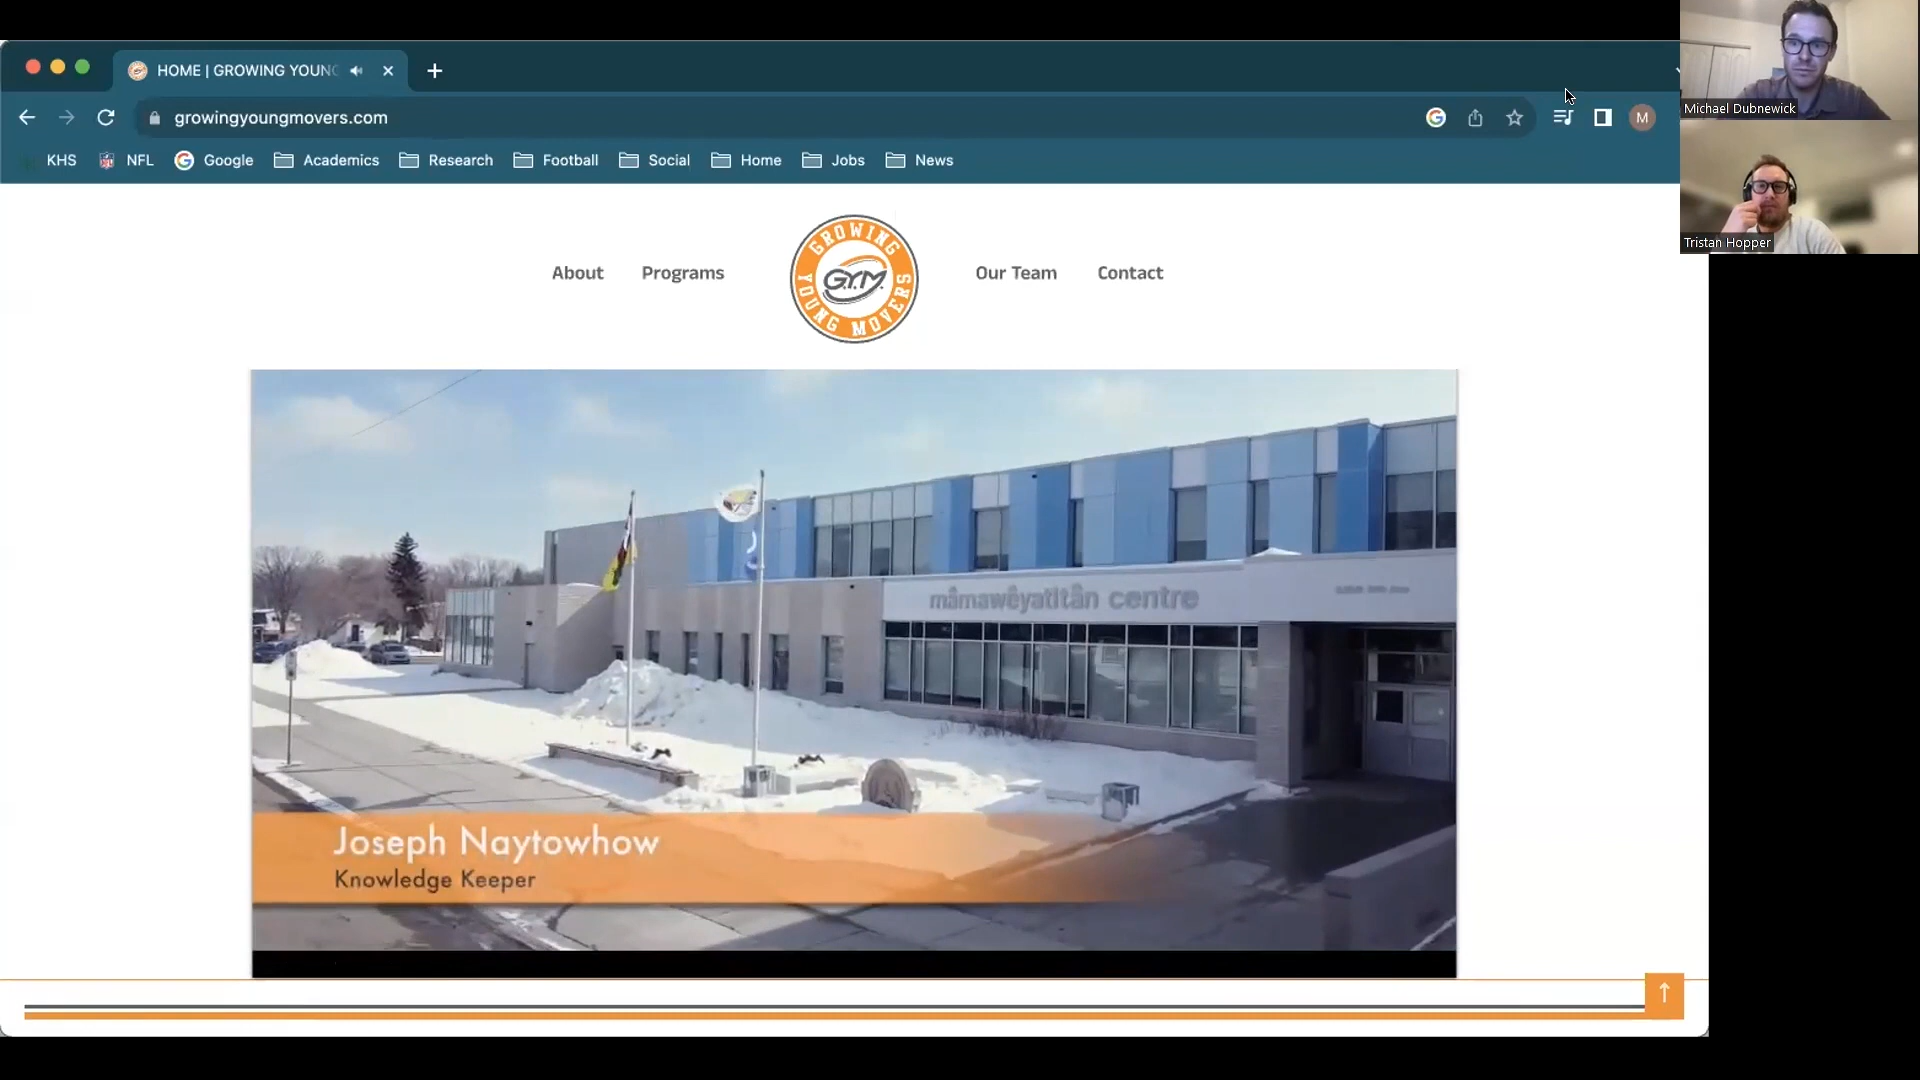 HOME | GROWING YOUNG
growingyoungmovers.com
M
KHS NFL Google Academics Research Football Social Home Jobs News
Michael Dubnewick
Tristan Hopper
About Programs Our Team Contact
GROWING
G.Y.M.
YOUNG MOVERS
mâmawêyatitân centre
Joseph Naytowhow
Knowledge Keeper